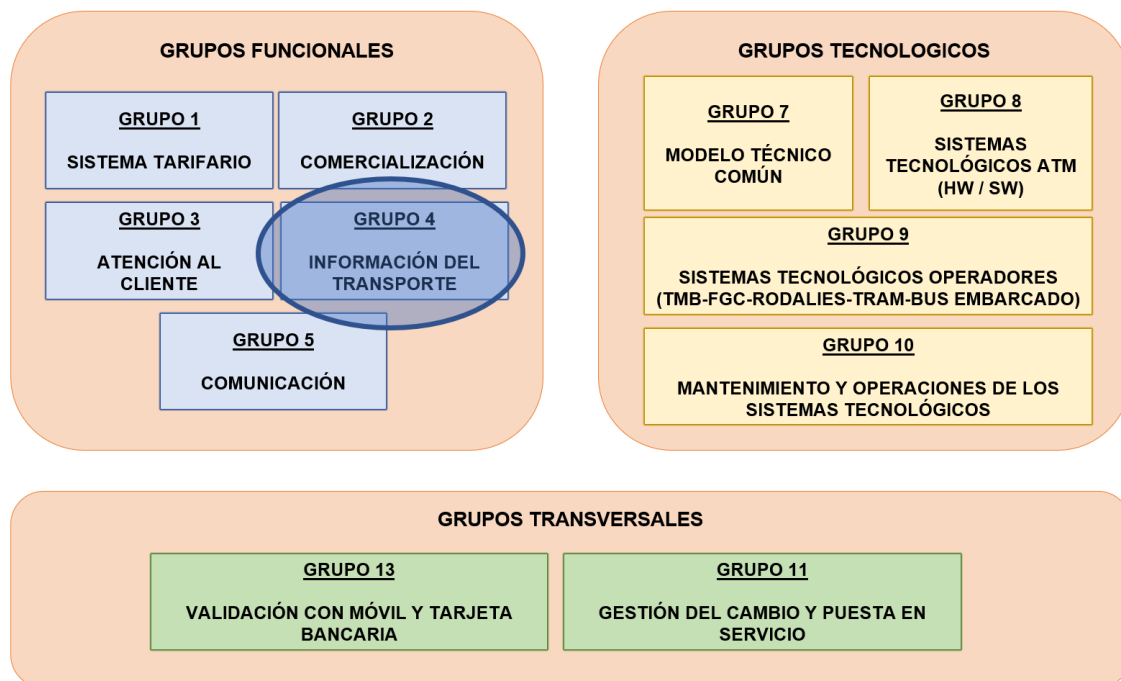 GRUPOS FUNCIONALES
GRUPO 1
SISTEMA TARIFARIO
GRUPO 2
COMERCIALIZACIÓN
GRUPO 3
ATENCIÓN AL
CLIENTE
GRUPO 4
INFORMACIÓN DEL
TRANSPORTE
GRUPO 5
COMUNICACIÓN
GRUPOS TECNOLOGICOS
GRUPO 7
MODELO TÉCNICO
COMÚN
GRUPO 8
SISTEMAS
TECNOLÓGICOS ATM
(HW / SW)
GRUPO 9
SISTEMAS TECNOLÓGICOS OPERADORES
(TMB-FGC-RODALIES-TRAM-BUS EMBARCADO)
GRUPO 10
MANTENIMIENTO Y OPERACIONES DE LOS
SISTEMAS TECNOLÓGICOS
GRUPOS TRANSVERSALES
GRUPO 13
VALIDACIÓN CON MÓVIL Y TARJETA
BANCARIA
GRUPO 11
GESTIÓN DEL CAMBIO Y PUESTA EN
SERVICIO